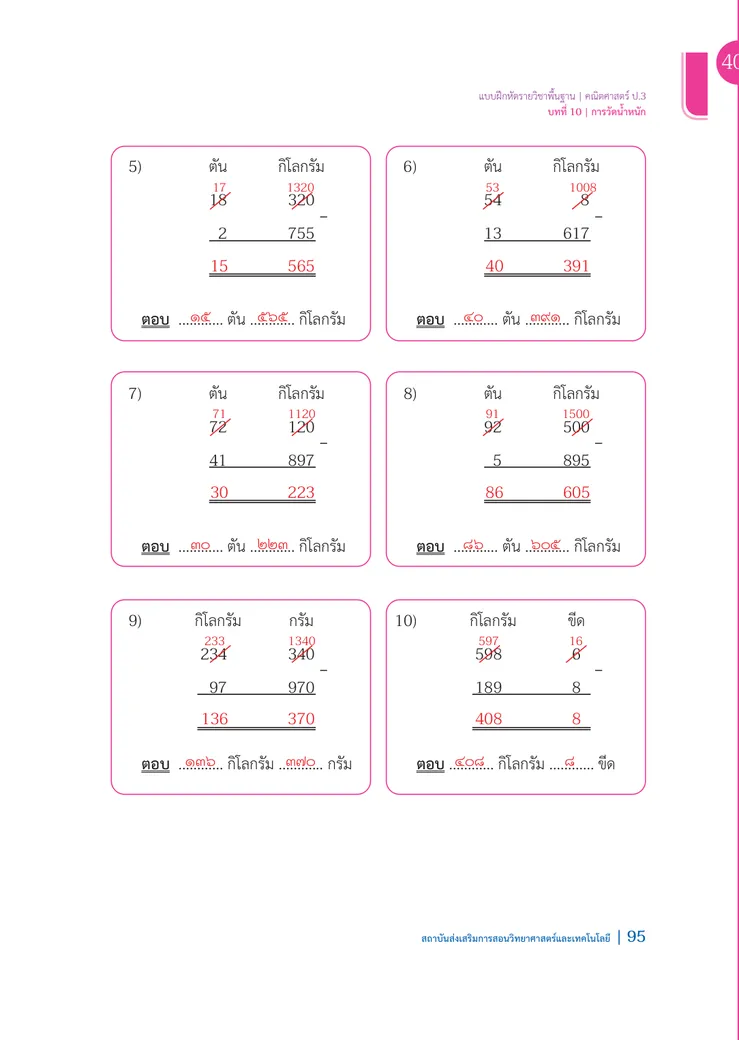 40
แบบฝึกหัดรายวิชาพื้นฐาน | คณิตศาสตร์ ป.3
บทที่ 10 | การวัดน้ำหนัก
5) ตัน กิโลกรัม
17 1320
18 320
−
2 755
15 565
ตอบ ............ ๑๕ ตัน ............ ๕๖๕ กิโลกรัม
6) ตัน กิโลกรัม
53 1008
54 8
−
13 617
40 391
ตอบ ............ ๔๐ ตัน ............ ๓๙๑ กิโลกรัม
7) ตัน กิโลกรัม
71 1120
72 120
−
41 897
30 223
ตอบ ............ ๓๐ ตัน ............ ๒๒๓ กิโลกรัม
8) ตัน กิโลกรัม
91 1500
92 500
−
5 895
86 605
ตอบ ............ ๘๖ ตัน ............ ๖๐๕ กิโลกรัม
9) กิโลกรัม กรัม
233 1340
234 340
−
97 970
136 370
ตอบ ............ ๑๓๖ กิโลกรัม ............ ๓๗๐ กรัม
10) กิโลกรัม ขีด
597 16
598 6
−
189 8
408 8
ตอบ ............ ๔๐๘ กิโลกรัม ............ ๘ ขีด
สถาบันส่งเสริมการสอนวิทยาศาสตร์และเทคโนโลยี | 95